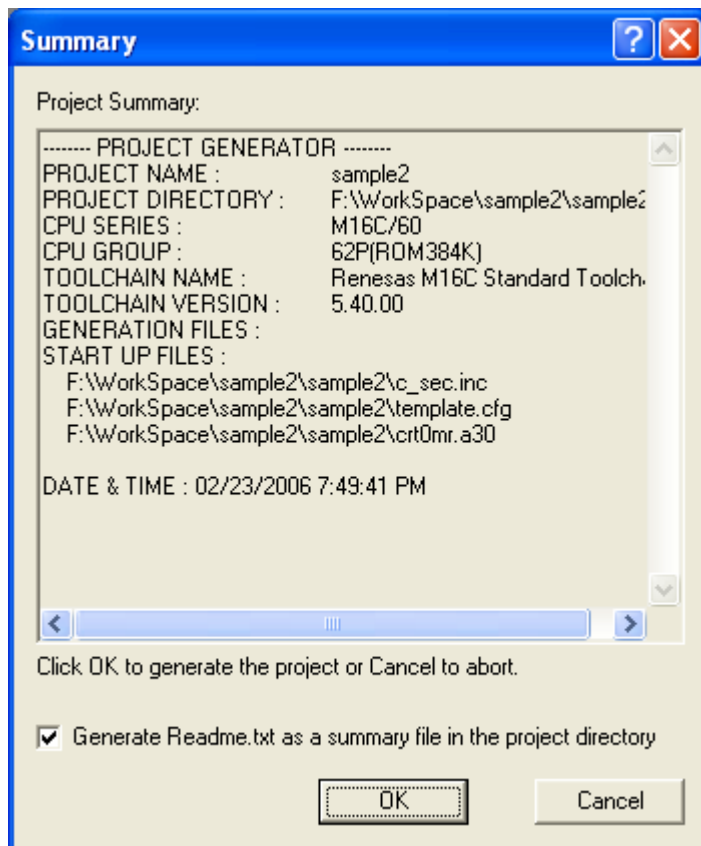 Summary
Project Summary:
-------- PROJECT GENERATOR --------
PROJECT NAME : sample2
PROJECT DIRECTORY : F:\WorkSpace\sample2\sample2
CPU SERIES : M16C/60
CPU GROUP : 62P(ROM384K)
TOOLCHAIN NAME : Renesas M16C Standard Toolch
TOOLCHAIN VERSION : 5.40.00
GENERATION FILES :
START UP FILES :
F:\WorkSpace\sample2\sample2\c_sec.inc
F:\WorkSpace\sample2\sample2\template.cfg
F:\WorkSpace\sample2\sample2\crt0mr.a30
DATE & TIME : 02/23/2006 7:49:41 PM
Click OK to generate the project or Cancel to abort.
Generate Readme.txt as a summary file in the project directory
OK
Cancel